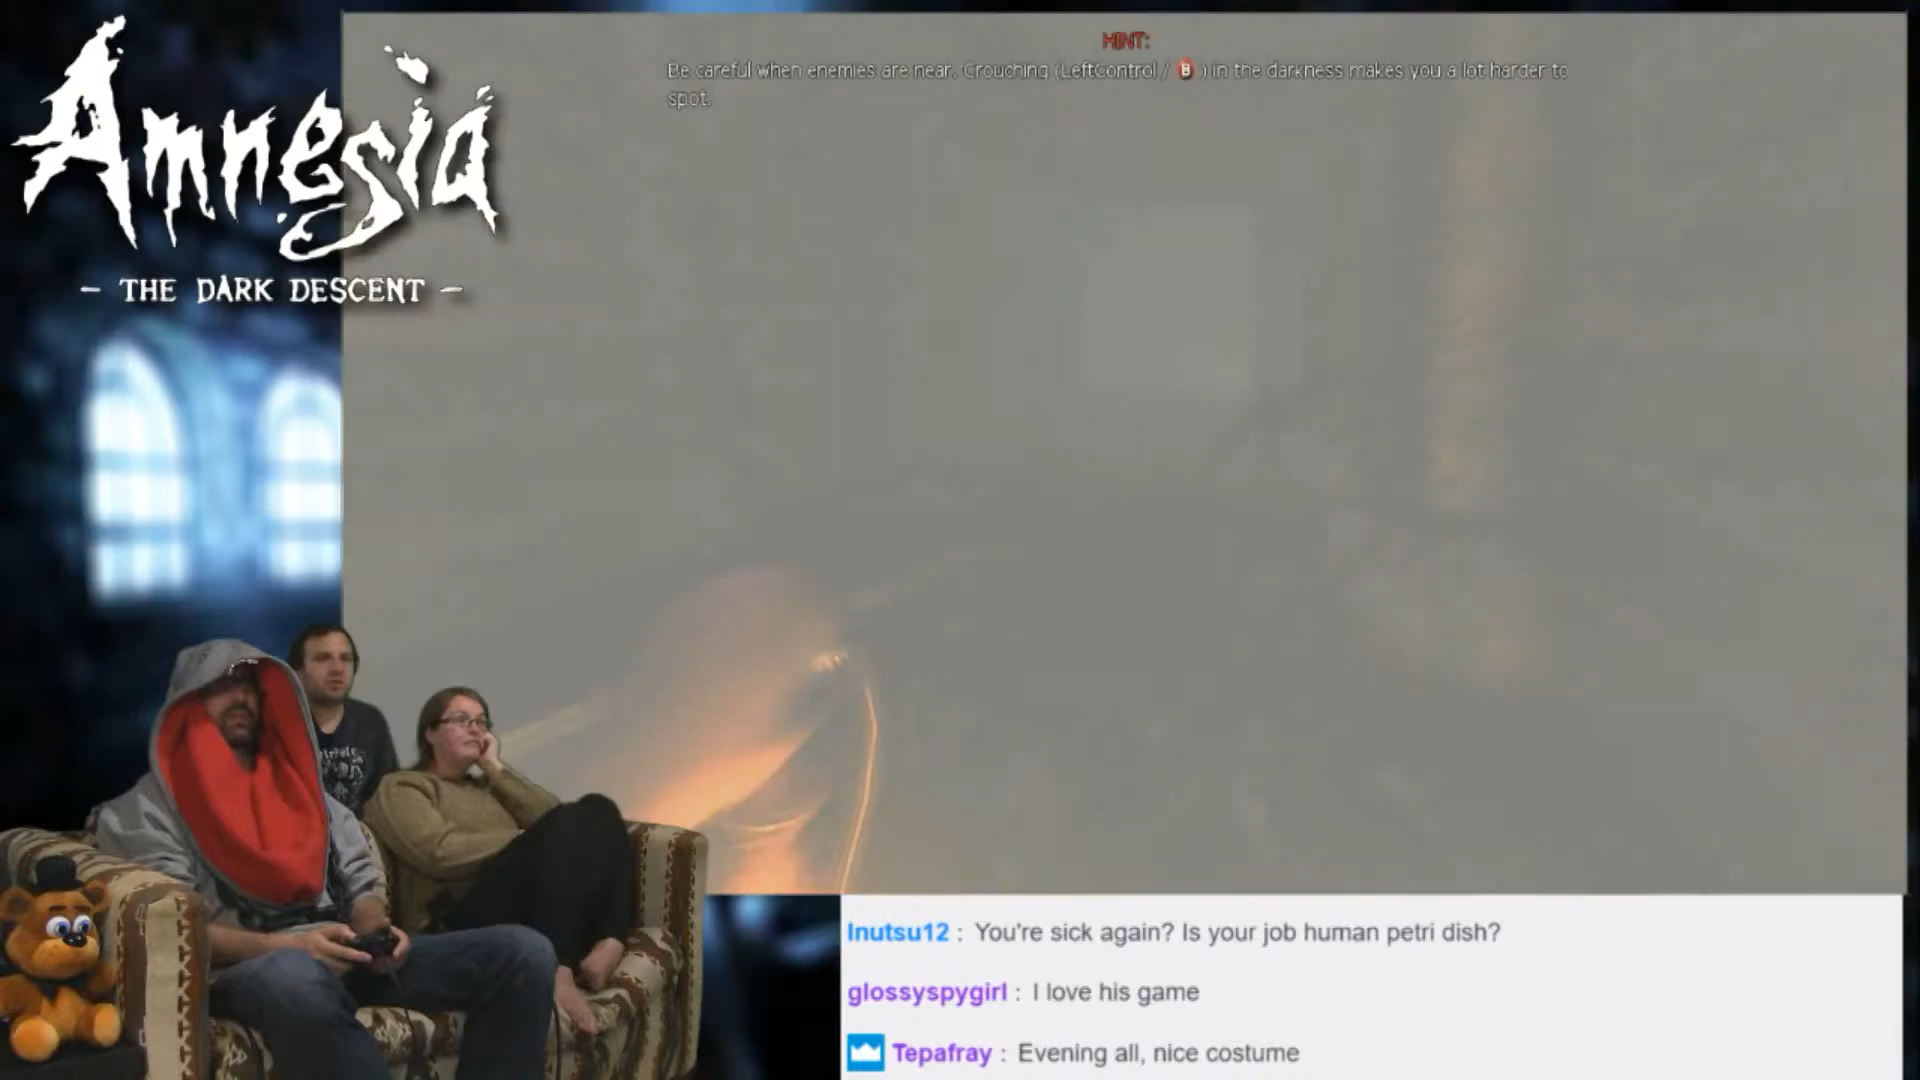 Amnesia
- THE DARK DESCENT -
HINT:
Be careful when enemies are near. Crouching (LeftControl / B ) in the darkness makes you a lot harder to
spot.
Inutsu12 : You're sick again? Is your job human petri dish?
glossyspygirl : I love his game
Tepafray : Evening all, nice costume